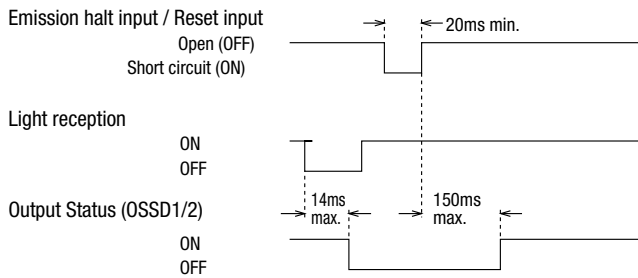 Emission halt input / Reset input
20ms min.
Open (OFF)
Short circuit (ON)
Light reception
ON
OFF
14ms
max.
150ms
max.
Output Status (OSSD1/2)
ON
OFF